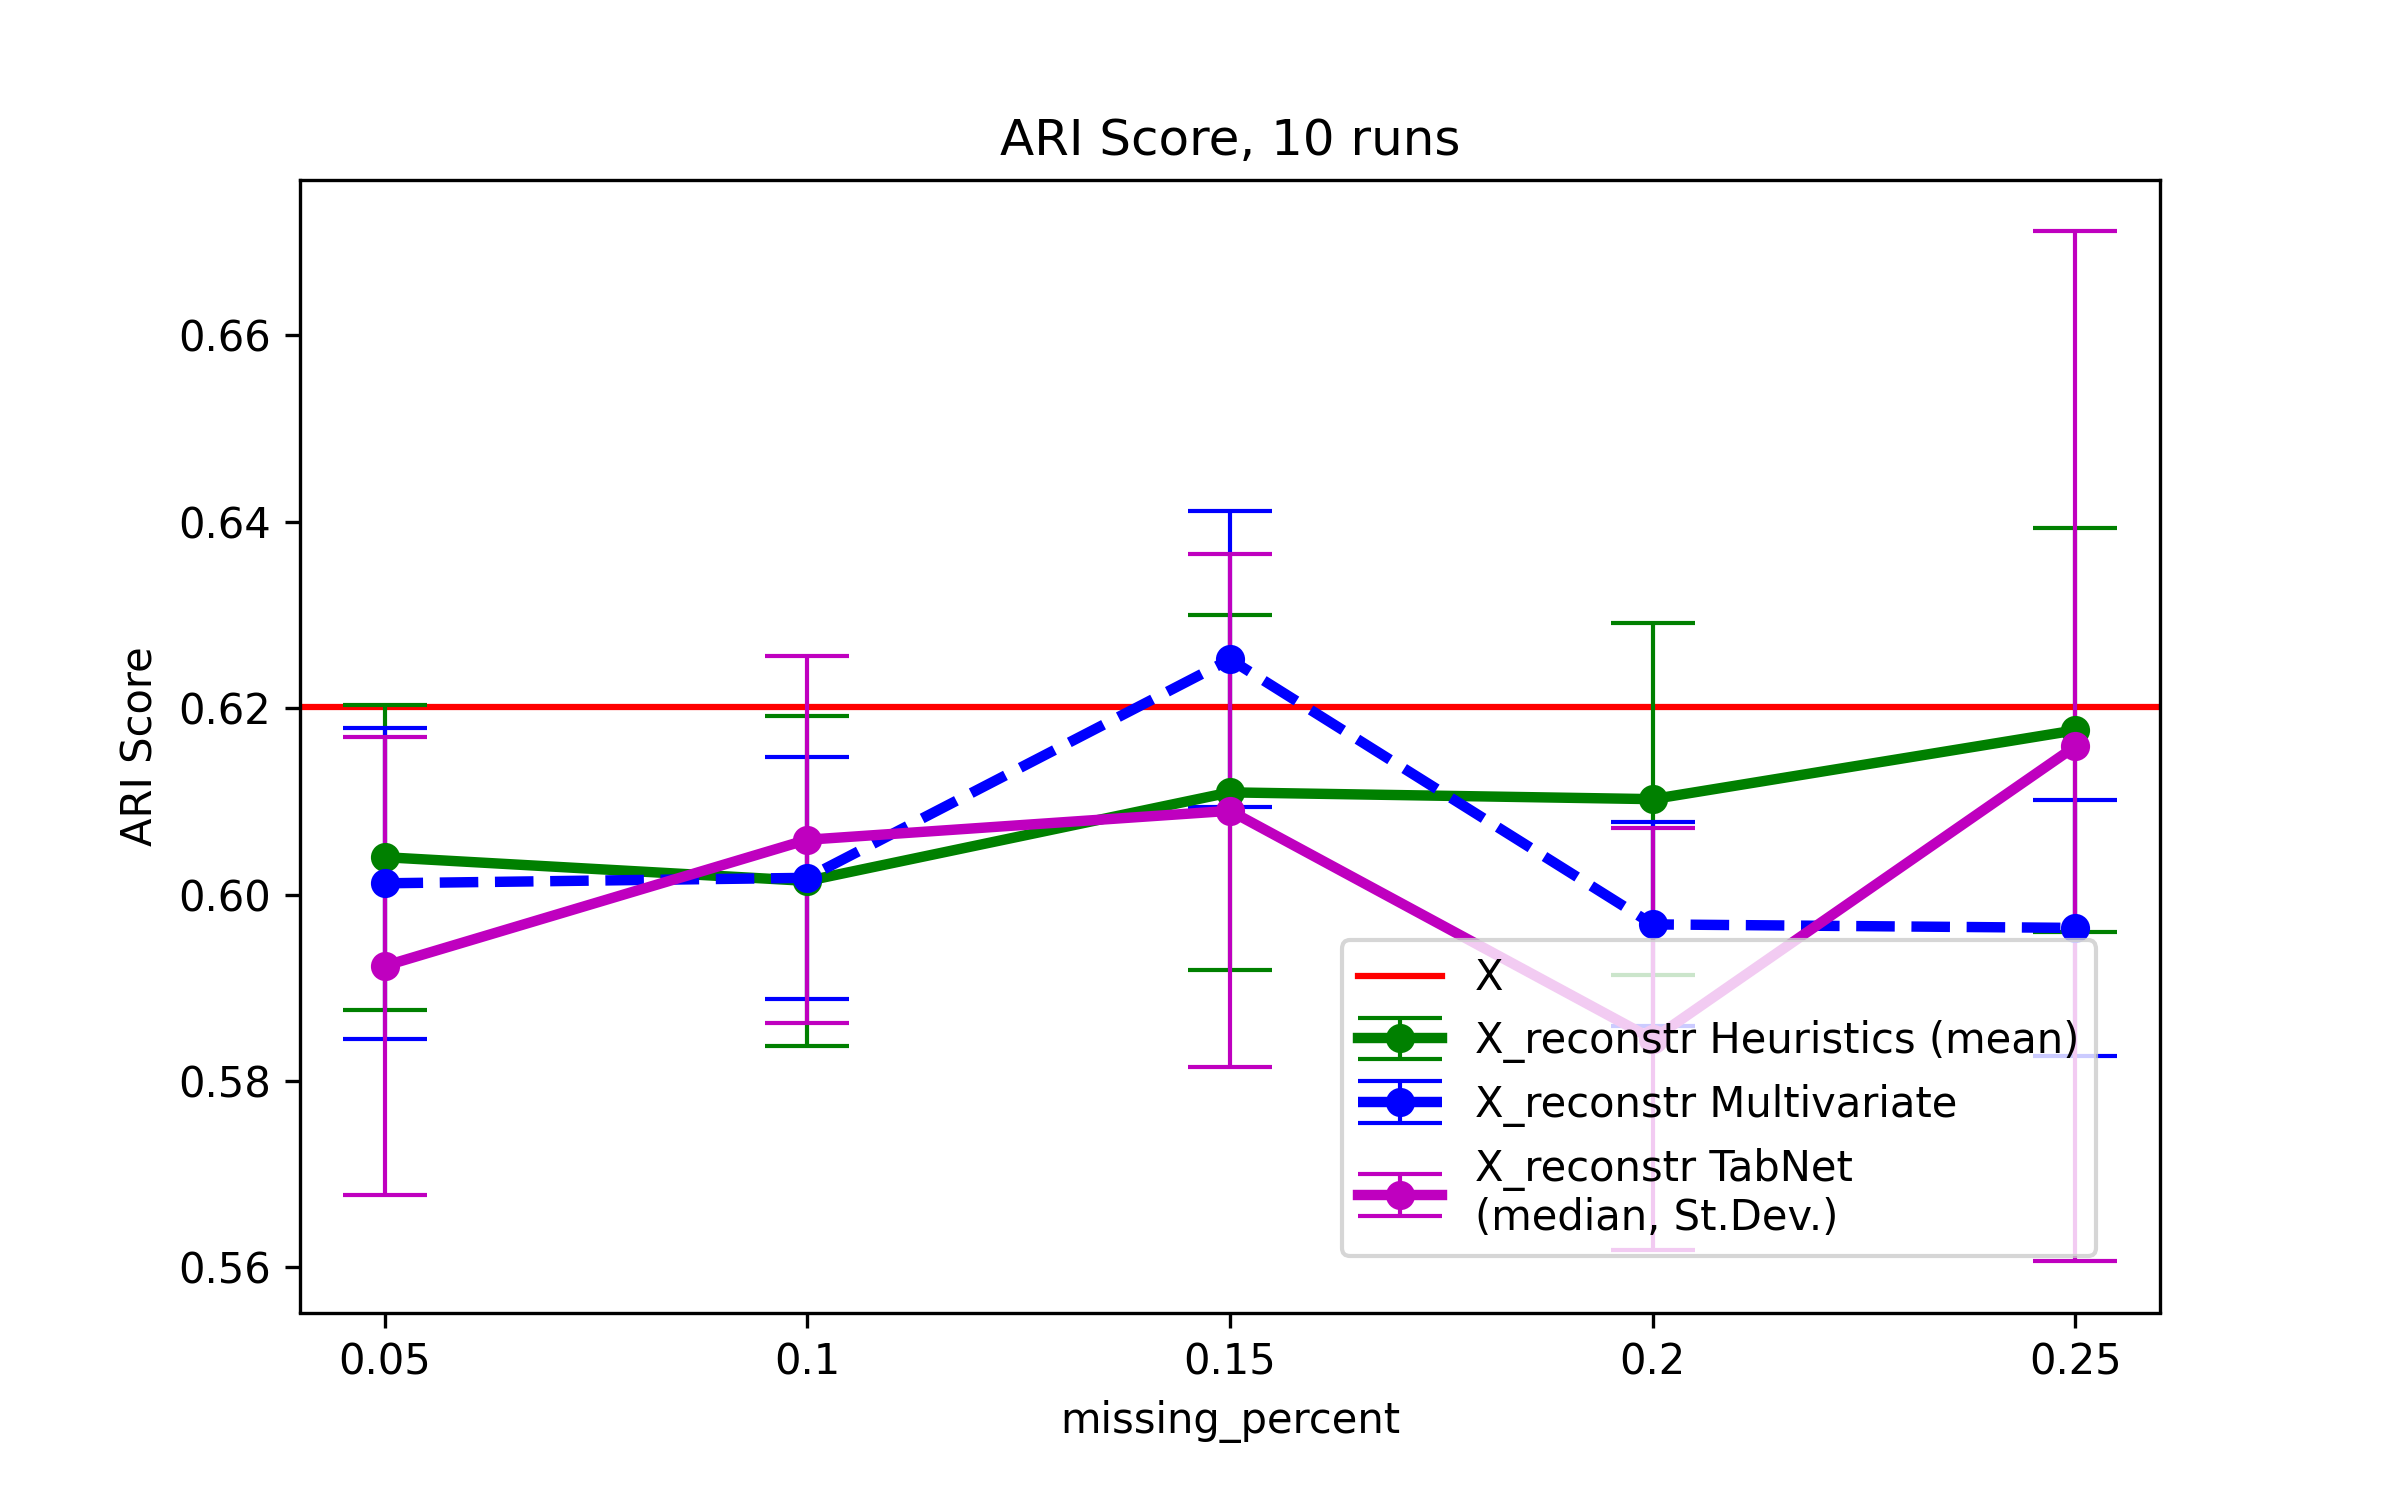 ARI Score, 10 runs
ARI Score
0.66
0.64
0.62
0.60
0.58
0.56
X
X_reconstr Heuristics (mean)
X_reconstr Multivariate
X_reconstr TabNet
(median, St.Dev.)
0.05
0.1
0.15
0.2
0.25
missing_percent